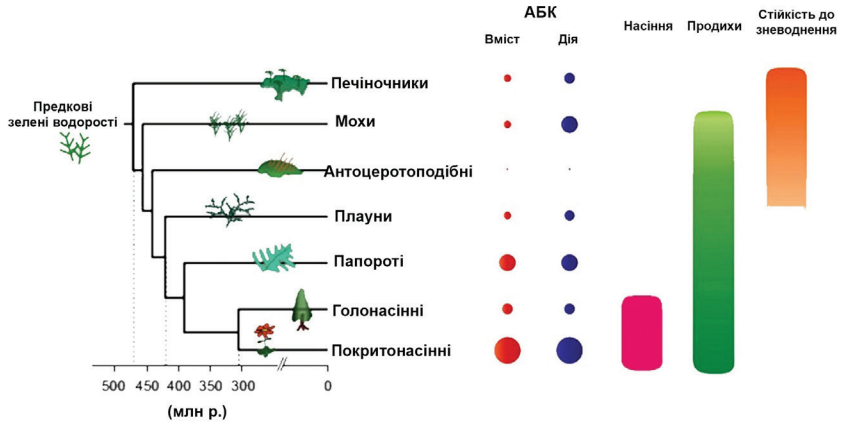 АБК
Вміст
Дія
Насіння
Продихи
Стійкість до
зневоднення
Предкові
зелені водорості
Печіночники
Мохи
Антоцеротоподібні
Плауни
Папороті
Голонасінні
Покритонасінні
500 450 400 350 300 0
(млн р.)